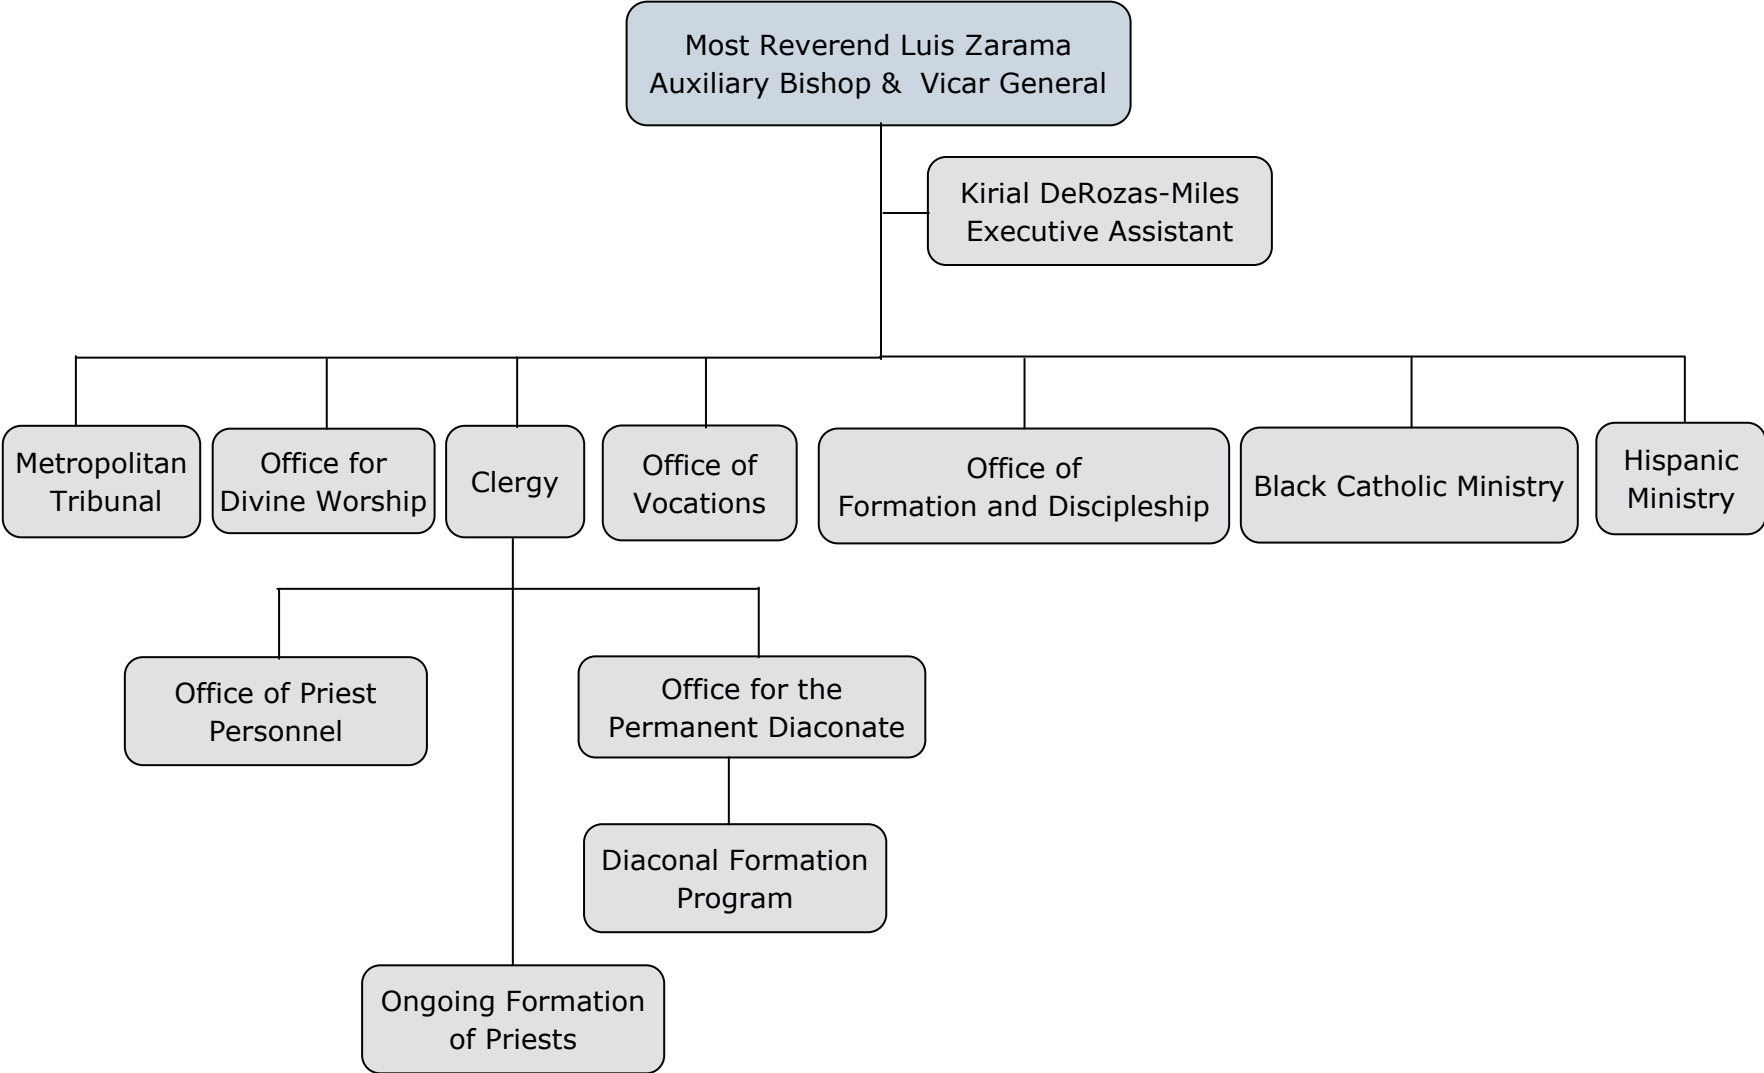 Most Reverend Luis Zarama
Auxiliary Bishop & Vicar General
Kirial DeRozas-Miles
Executive Assistant
Metropolitan
Tribunal
Office for
Divine Worship
Clergy
Office of
Vocations
Office of
Formation and Discipleship
Black Catholic Ministry
Hispanic
Ministry
Office of Priest
Personnel
Office for the
Permanent Diaconate
Diaconal Formation
Program
Ongoing Formation
of Priests